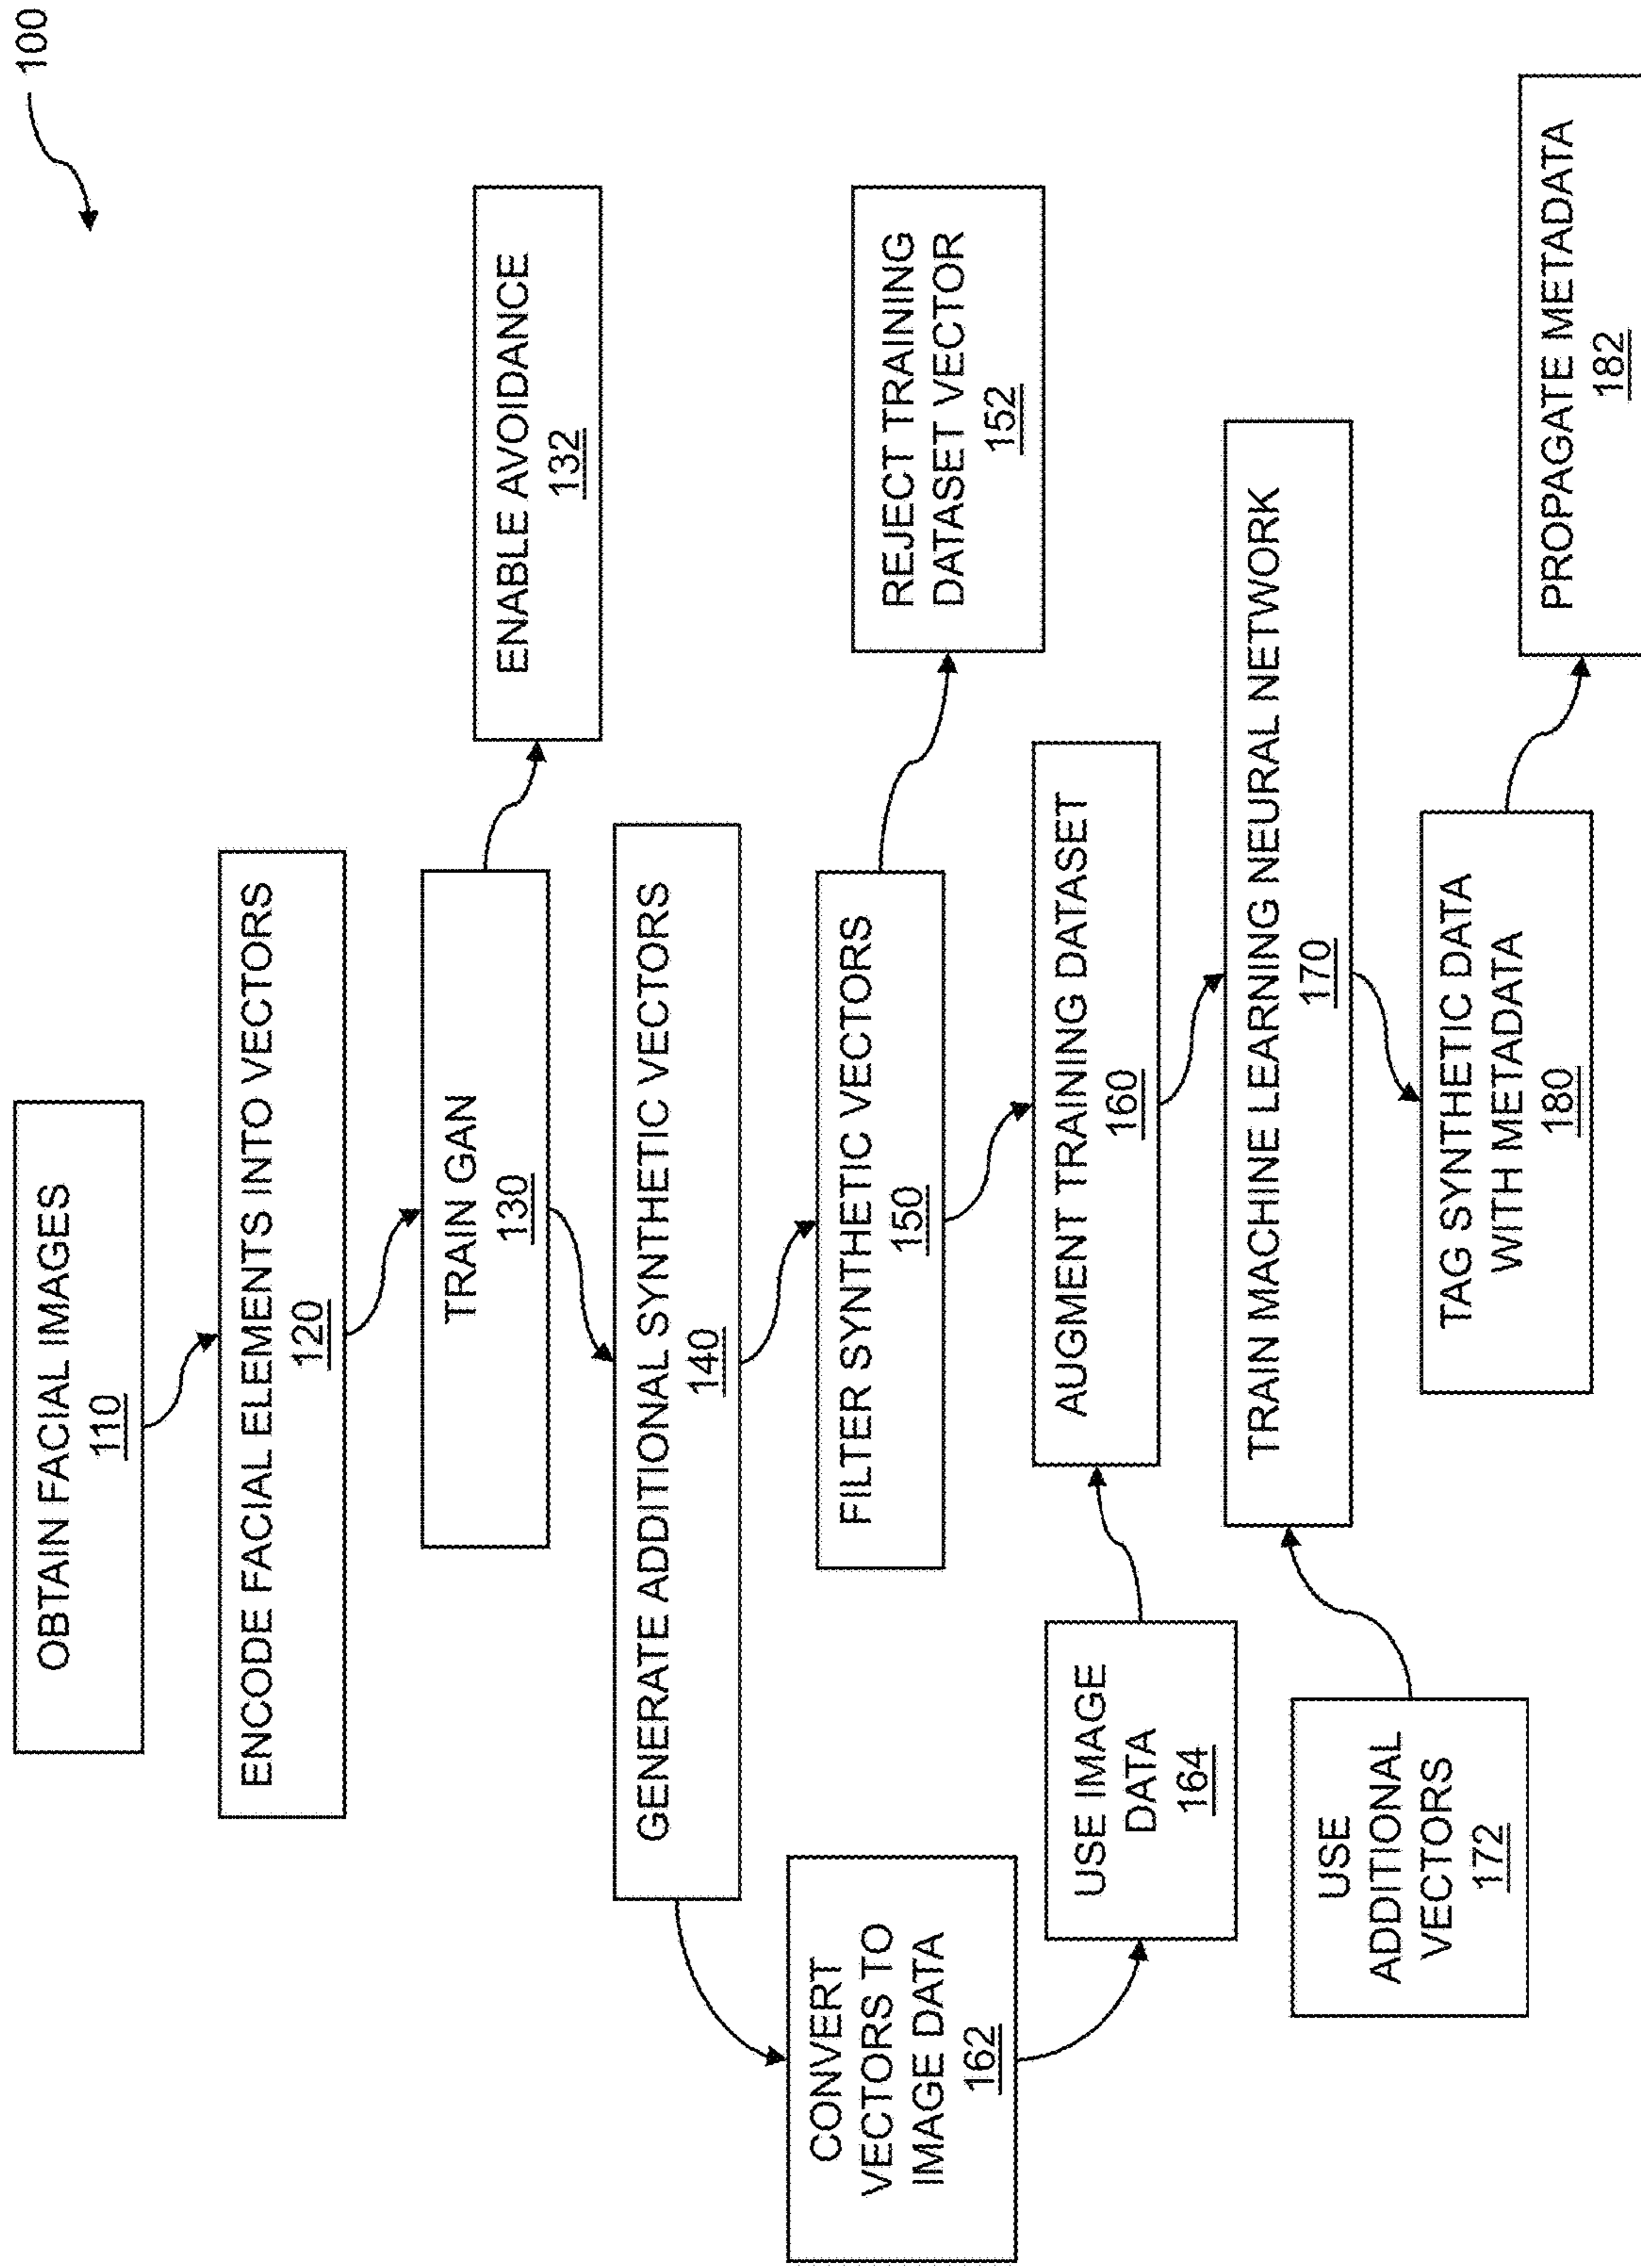 100
OBTAIN FACIAL IMAGES
110
ENCODE FACIAL ELEMENTS INTO VECTORS
120
TRAIN GAN
130
ENABLE AVOIDANCE
132
GENERATE ADDITIONAL SYNTHETIC VECTORS
140
FILTER SYNTHETIC VECTORS
150
REJECT TRAINING
DATASET VECTOR
152
CONVERT
VECTORS TO
IMAGE DATA
162
USE IMAGE
DATA
164
AUGMENT TRAINING DATASET
160
TRAIN MACHINE LEARNING NEURAL NETWORK
170
USE
ADDITIONAL
VECTORS
172
TAG SYNTHETIC DATA
WITH METADATA
180
PROPAGATE METADATA
182